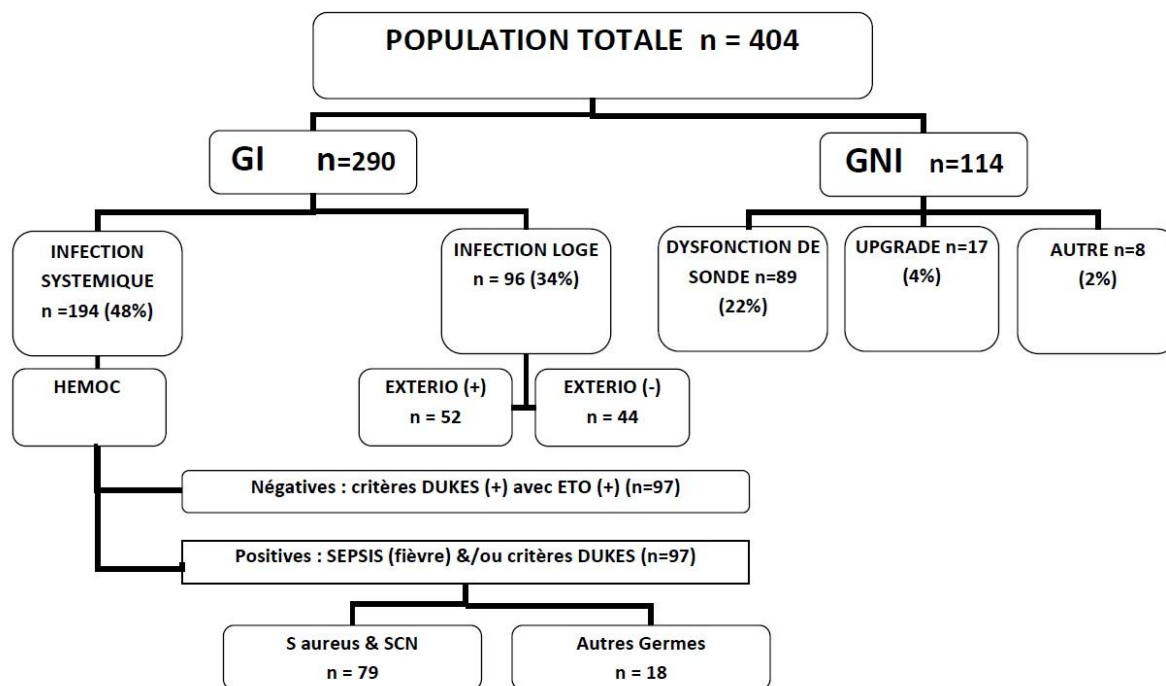 POPULATION TOTALE n = 404
GI n=290
GNI n=114
INFECTION
SYSTEMIQUE
n =194 (48%)
INFECTION LOGE
n = 96 (34%)
DYSFONCTION DE
SONDE n=89
(22%)
UPGRADE n=17
(4%)
AUTRE n=8
(2%)
HEMOC
EXTERIO (+)
n = 52
EXTERIO (-)
n = 44
Négatives : critères DUKES (+) avec ETO (+) (n=97)
Positives : SEPSIS (fièvre) &/ou critères DUKES (n=97)
S aureus & SCN
n = 79
Autres Germes
n = 18